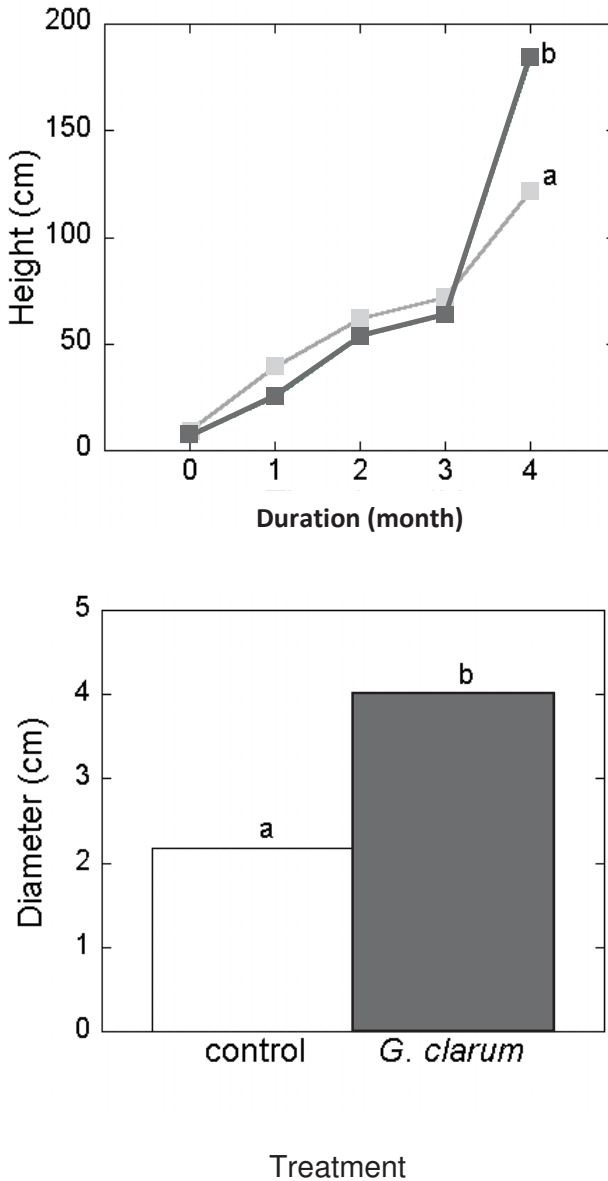 200
150
100
50
0
Height (cm)
b
a
0 1 2 3 4
Duration (month)
5
4
3
2
1
0
Diameter (cm)
a
b
control G. clarum
Treatment